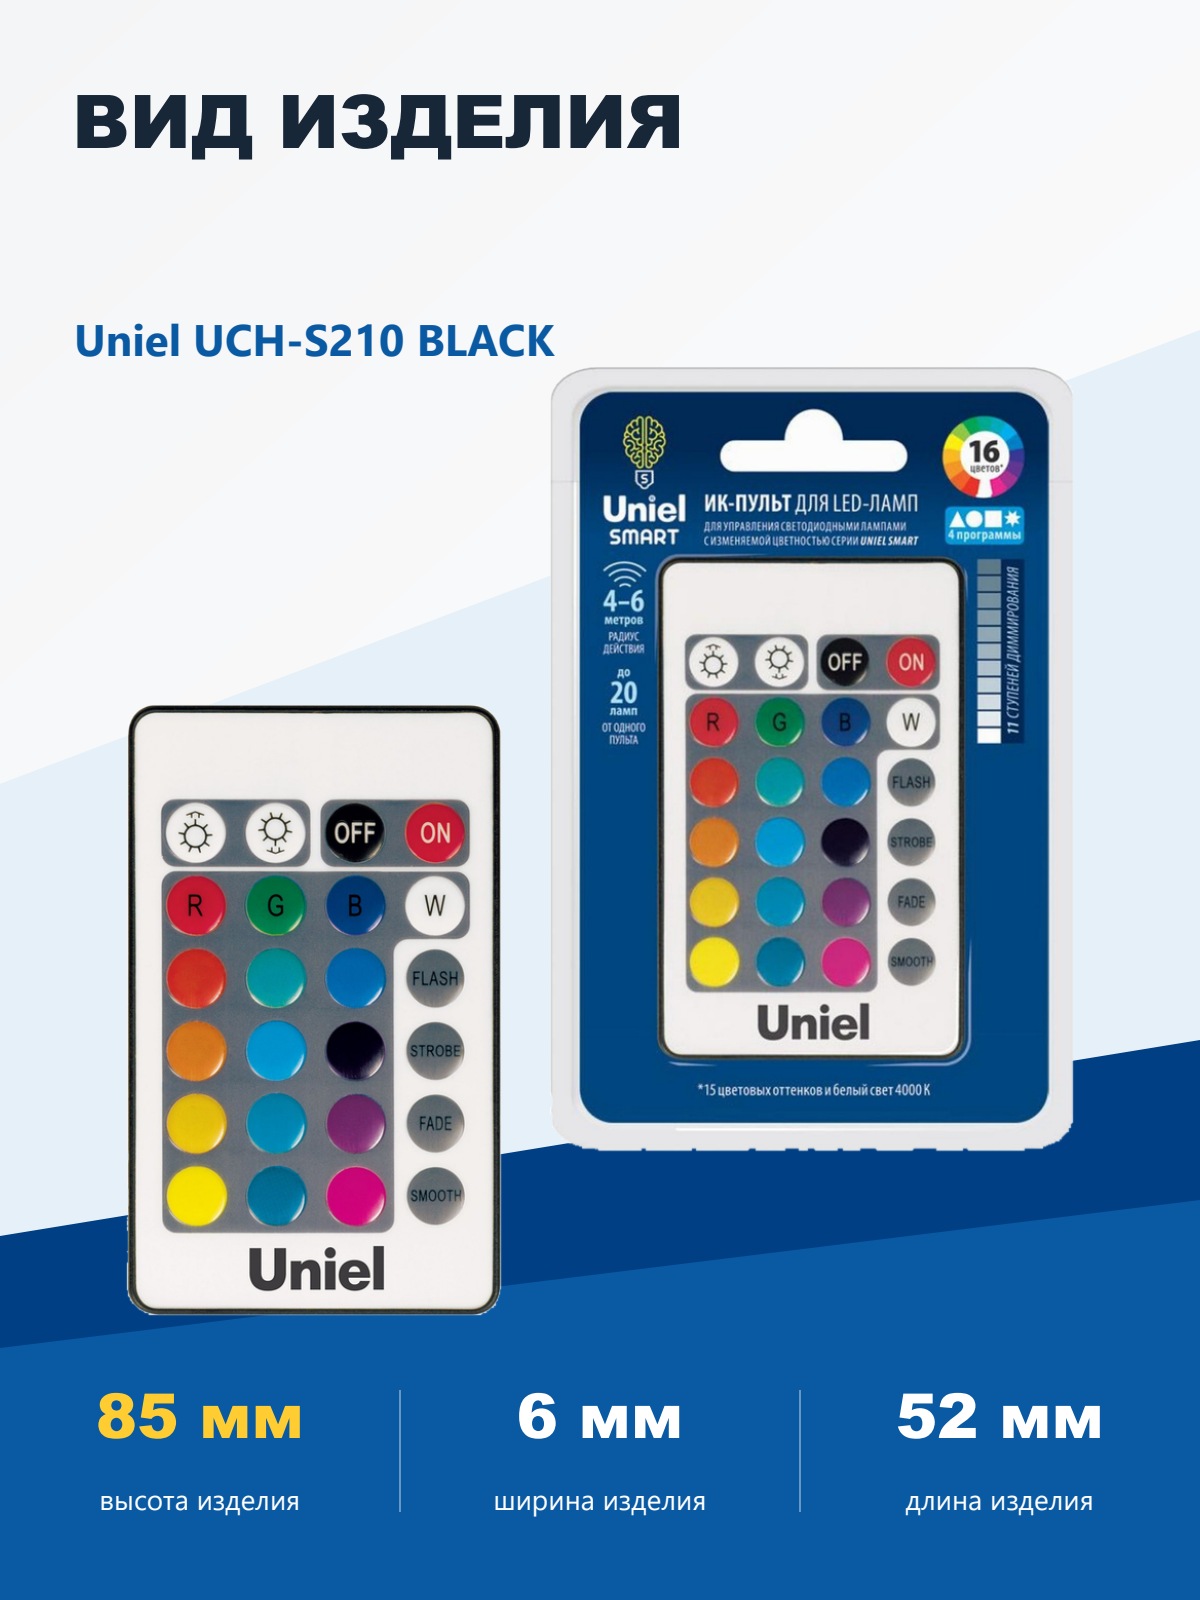 ВИД ИЗДЕЛИЯ
Uniel UCH-S210 BLACK
S
Uniel
SMART
ИК-ПУЛЬТ ДЛЯ LED-ЛАМП
ДЛЯ УПРАВЛЕНИЯ СВЕТОДИОДНЫМИ ЛАМПАМИ
С ИЗМЕНЯЕМОЙ ЦВЕТНОСТЬЮ СЕРИИ UNIEL SMART
16
цветов*
4 программы
4–6
метров
РАДИУС
ДЕЙСТВИЯ
до
20
ламп
ОТ ОДНОГО
ПУЛЬТА
11 СТУПЕНЕЙ ДИММИРОВАНИЯ
OFF ON
R G B W
FLASH
STROBE
FADE
SMOOTH
Uniel
*15 цветовых оттенков и белый свет 4000 К
OFF ON
R G B W
FLASH
STROBE
FADE
SMOOTH
Uniel
85 мм
высота изделия
6 мм
ширина изделия
52 мм
длина изделия